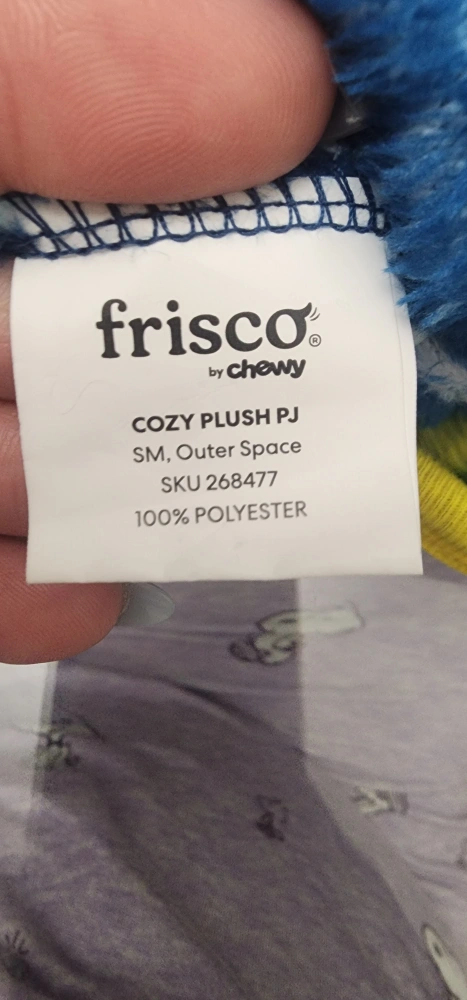 frisco®
by chewy
COZY PLUSH PJ
SM, Outer Space
SKU 268477
100% POLYESTER